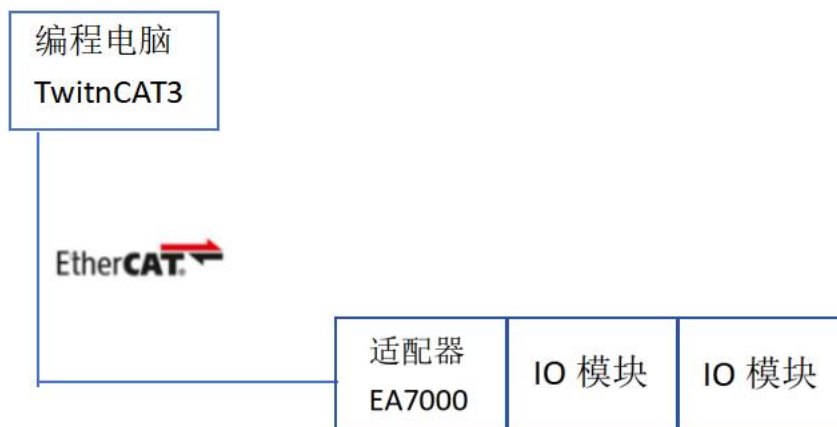 编程电脑
TwitnCAT3
EtherCAT®
适配器
EA7000
IO 模块
IO 模块